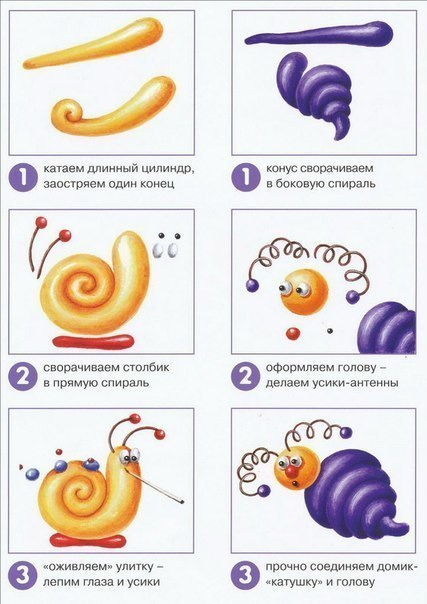 1 катаем длинный цилиндр,
заостряем один конец
1 конус сворачиваем
в боковую спираль
2 сворачиваем столбик
в прямую спираль
2 оформляем голову –
делаем усики-антенны
3 «оживляем» улитку –
лепим глаза и усики
3 прочно соединяем домик-
«катушку» и голову